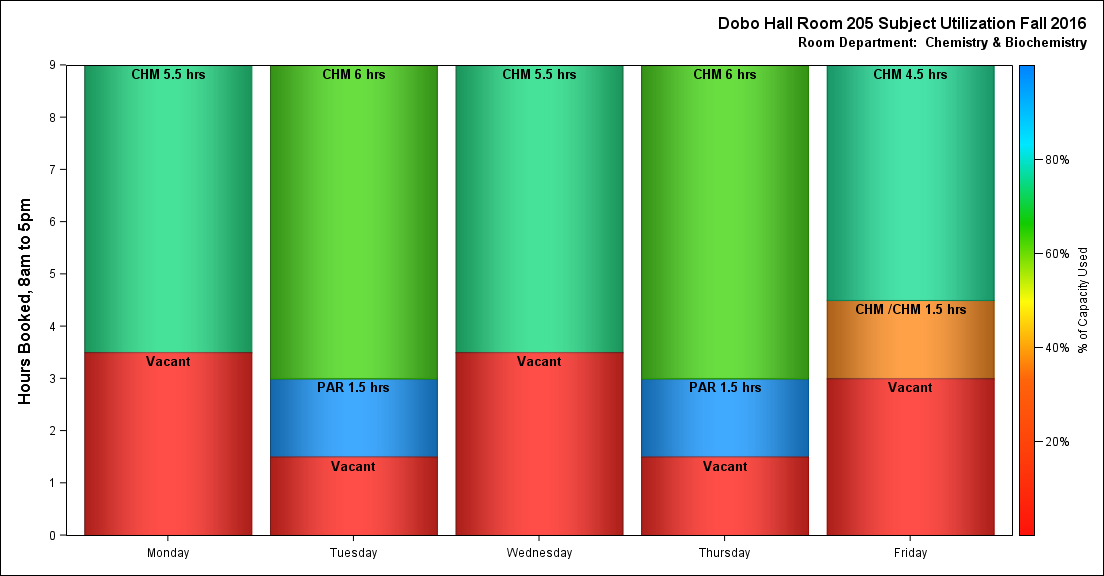 Dobo Hall Room 205 Subject Utilization Fall 2016
Room Department:  Chemistry & Biochemistry
Hours Booked, 8am to 5pm
9
8
7
6
5
4
3
2
1
0
CHM 5.5 hrs
Vacant
CHM 6 hrs
PAR 1.5 hrs
Vacant
CHM 5.5 hrs
Vacant
CHM 6 hrs
PAR 1.5 hrs
Vacant
CHM 4.5 hrs
CHM /CHM 1.5 hrs
Vacant
Monday
Tuesday
Wednesday
Thursday
Friday
80%
60%
40%
20%
% of Capacity Used